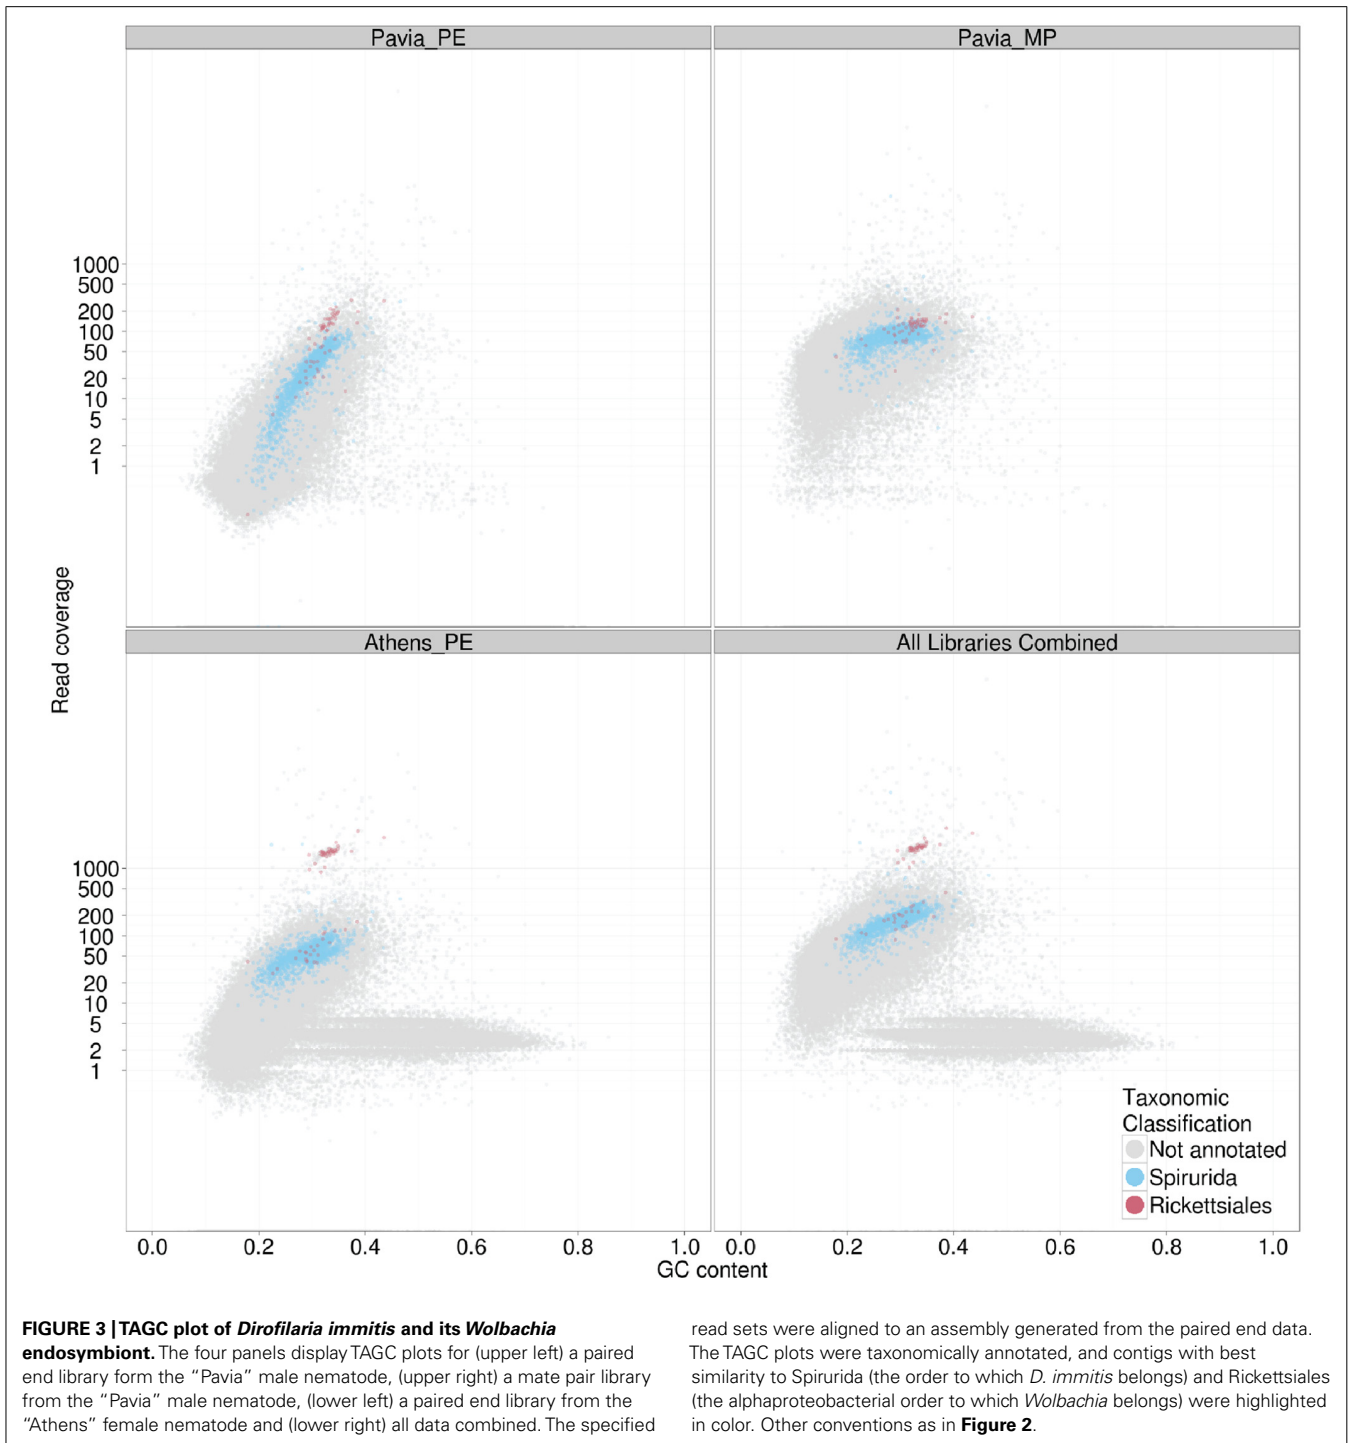 Pavia_PE
Pavia_MP
1000
500
200
100
50
20
10
5
2
1
Read coverage
Athens_PE
All Libraries Combined
1000
500
200
100
50
20
10
5
2
1
Taxonomic
Classification
Not annotated
Spirurida
Rickettsiales
0.0 0.2 0.4 0.6 0.8 1.0
0.0 0.2 0.4 0.6 0.8 1.0
GC content
FIGURE 3 | TAGC plot of Dirofilaria immitis and its Wolbachia
endosymbiont. The four panels display TAGC plots for (upper left) a paired
end library form the “Pavia” male nematode, (upper right) a mate pair library
from the “Pavia” male nematode, (lower left) a paired end library from the
“Athens” female nematode and (lower right) all data combined. The specified
read sets were aligned to an assembly generated from the paired end data.
The TAGC plots were taxonomically annotated, and contigs with best
similarity to Spirurida (the order to which D. immitis belongs) and Rickettsiales
(the alphaproteobacterial order to which Wolbachia belongs) were highlighted
in color. Other conventions as in Figure 2.